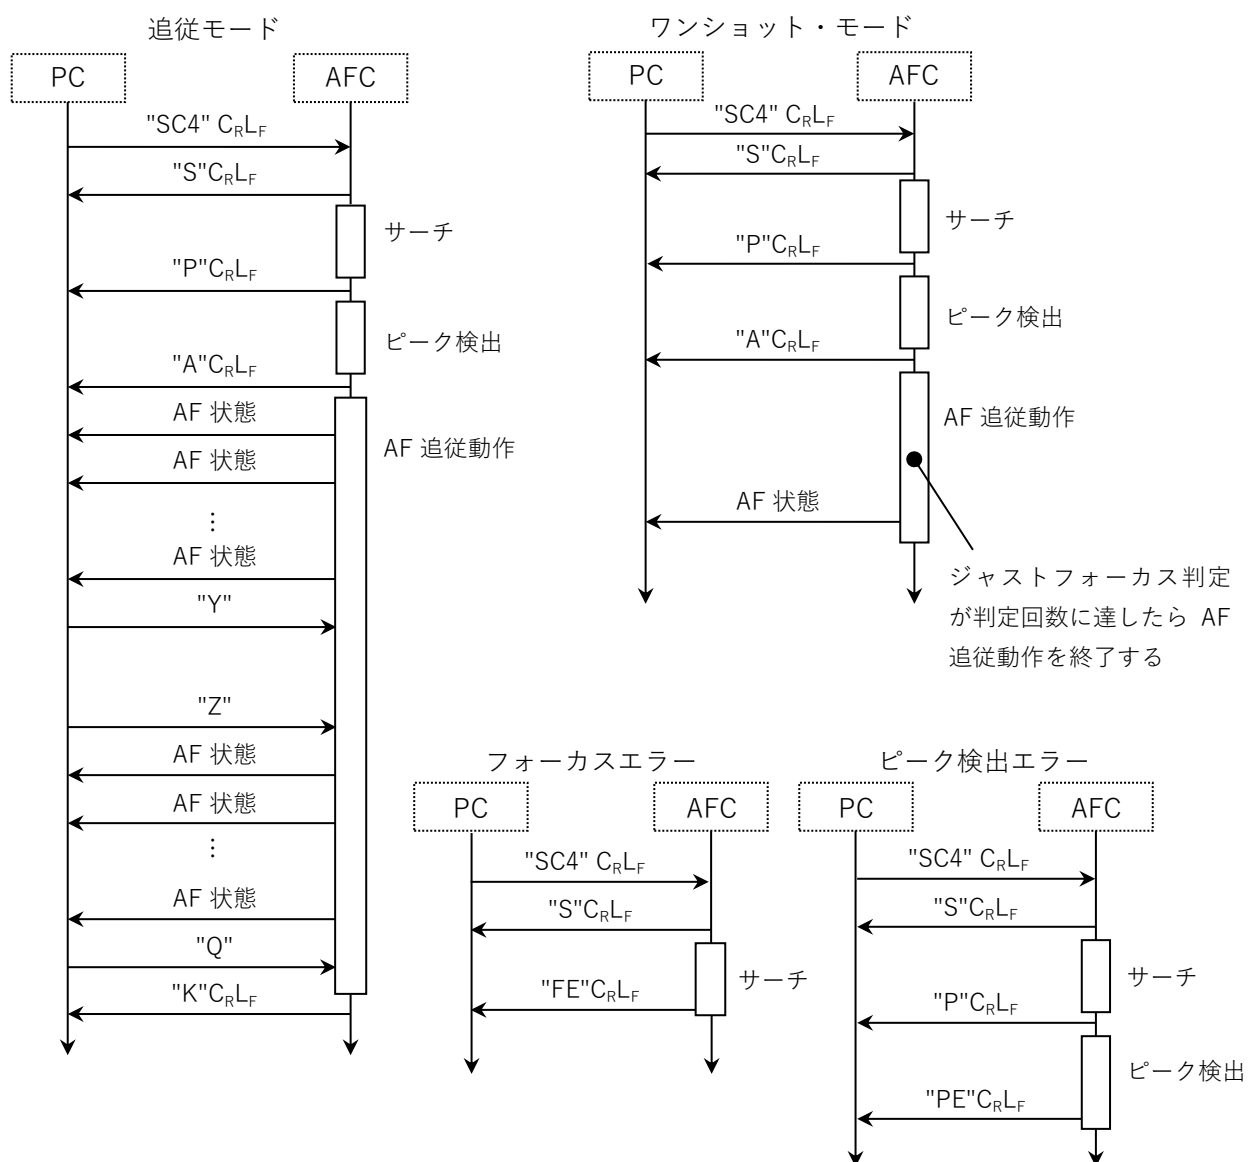 追従モード
PC
AFC
"SC4" CRLF
"S"CRLF
サーチ
"P"CRLF
ピーク検出
"A"CRLF
AF 状態
AF 追従動作
AF 状態
⋮
AF 状態
"Y"
"Z"
AF 状態
AF 状態
⋮
AF 状態
"Q"
"K"CRLF
ワンショット・モード
PC
AFC
"SC4" CRLF
"S"CRLF
サーチ
"P"CRLF
ピーク検出
"A"CRLF
AF 追従動作
AF 状態
ジャストフォーカス判定
が判定回数に達したら AF
追従動作を終了する
フォーカスエラー
PC
AFC
"SC4" CRLF
"S"CRLF
サーチ
"FE"CRLF
ピーク検出エラー
PC
AFC
"SC4" CRLF
"S"CRLF
サーチ
"P"CRLF
ピーク検出
"PE"CRLF